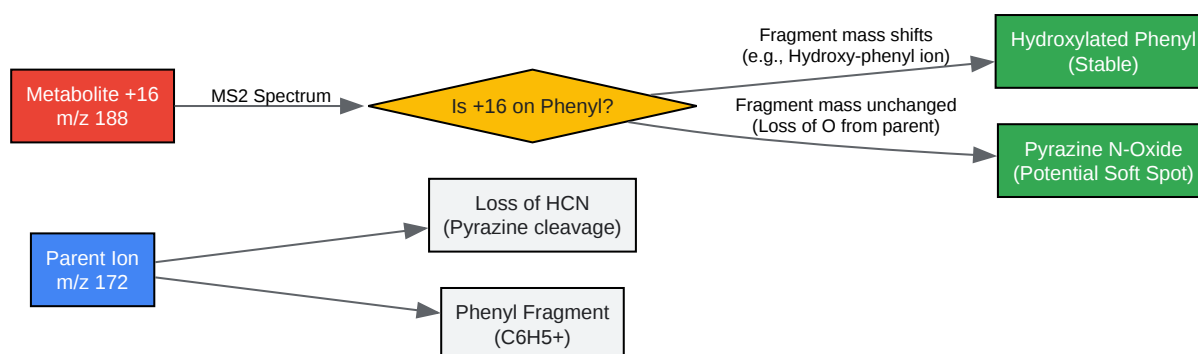 Metabolite +16
m/z 188
MS2 Spectrum
Is +16 on Phenyl?
Fragment mass shifts
(e.g., Hydroxy-phenyl ion)
Hydroxylated Phenyl
(Stable)
Fragment mass unchanged
(Loss of O from parent)
Pyrazine N-Oxide
(Potential Soft Spot)
Parent Ion
m/z 172
Loss of HCN
(Pyrazine cleavage)
Phenyl Fragment
(C6H5+)